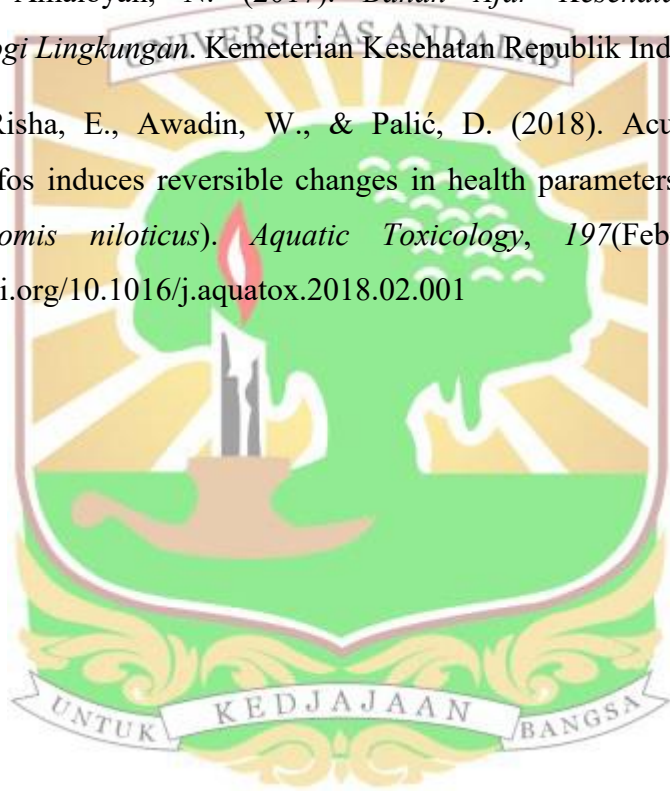 N. (2017). Bahan Ajar
ogi Lingkungan. Kemeterian Kesehatan Republik Ind
UNIVERSITAS ANDALAS
Risha, E., Awadin, W., & Palić, D. (2018). Acu
fos induces reversible changes in health parameters
omis niloticus). Aquatic Toxicology, 197(Feb
i.org/10.1016/j.aquatox.2018.02.001
UNTUK KEDJAJAAN BANGSA